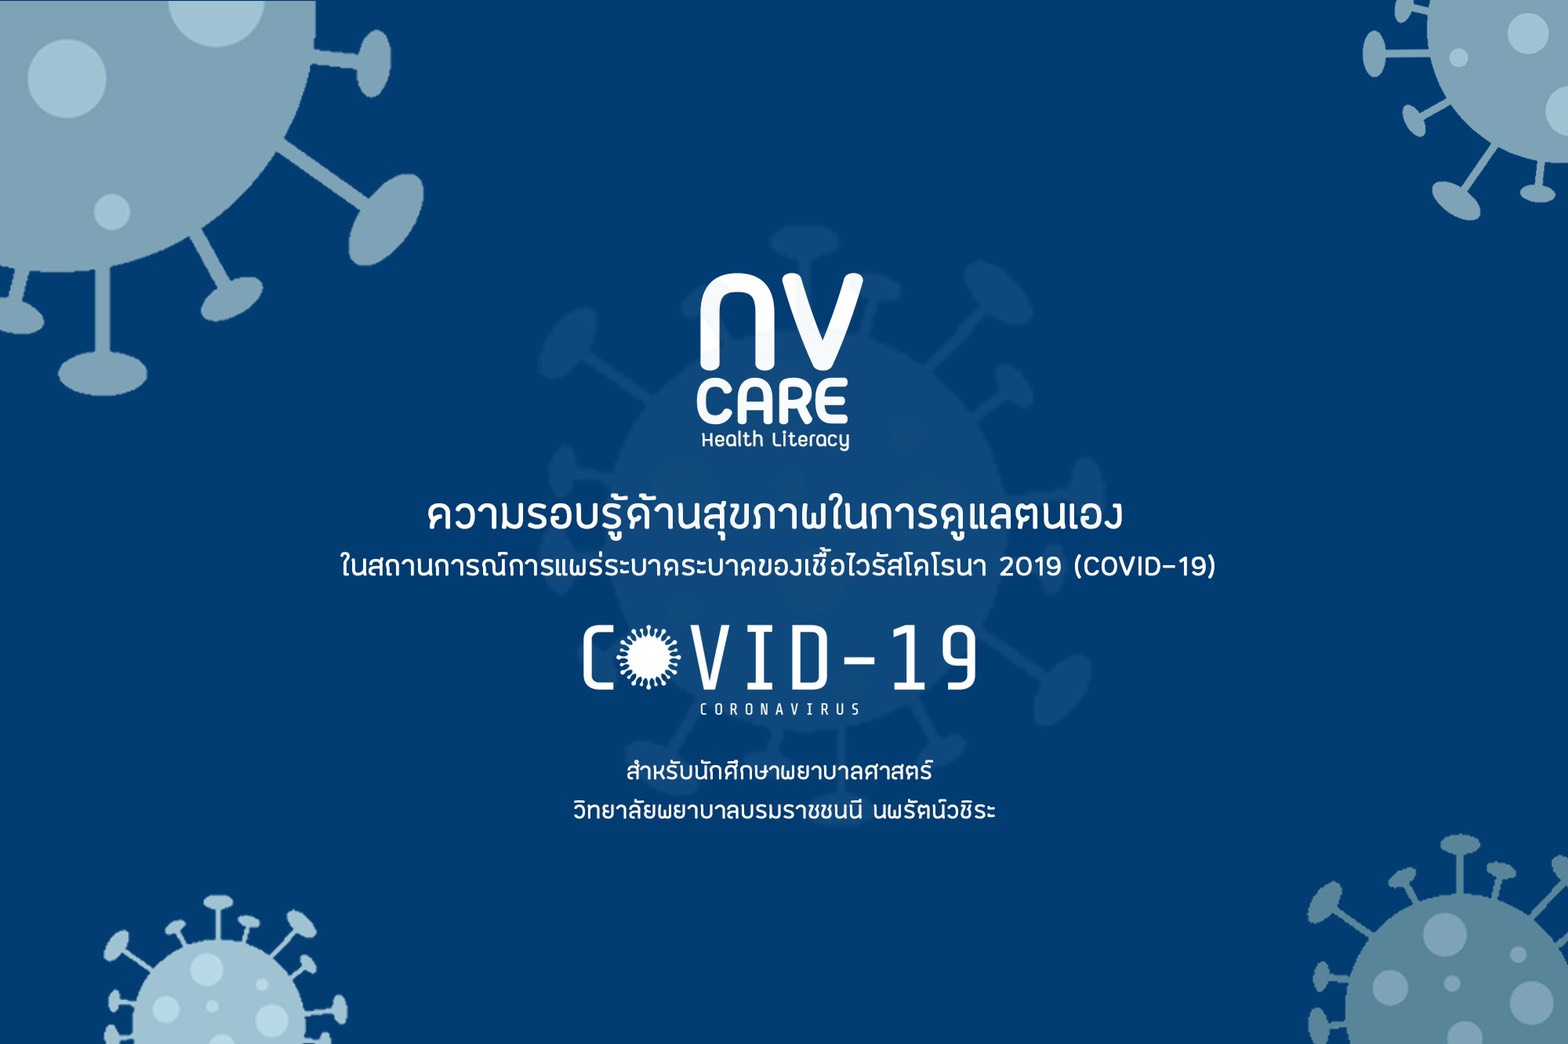 nv
CARE
Health Literacy
ความรอบรู้ด้านสุขภาพในการดูแลตนเอง
ในสถานการณ์การแพร่ระบาดระบาดของเชื้อไวรัสโคโรนา 2019 (COVID-19)
COVID-19
CORONAVIRUS
สำหรับนักศึกษาพยาบาลศาสตร์
วิทยาลัยพยาบาลบรมราชชนนี นพรัตน์วชิระ